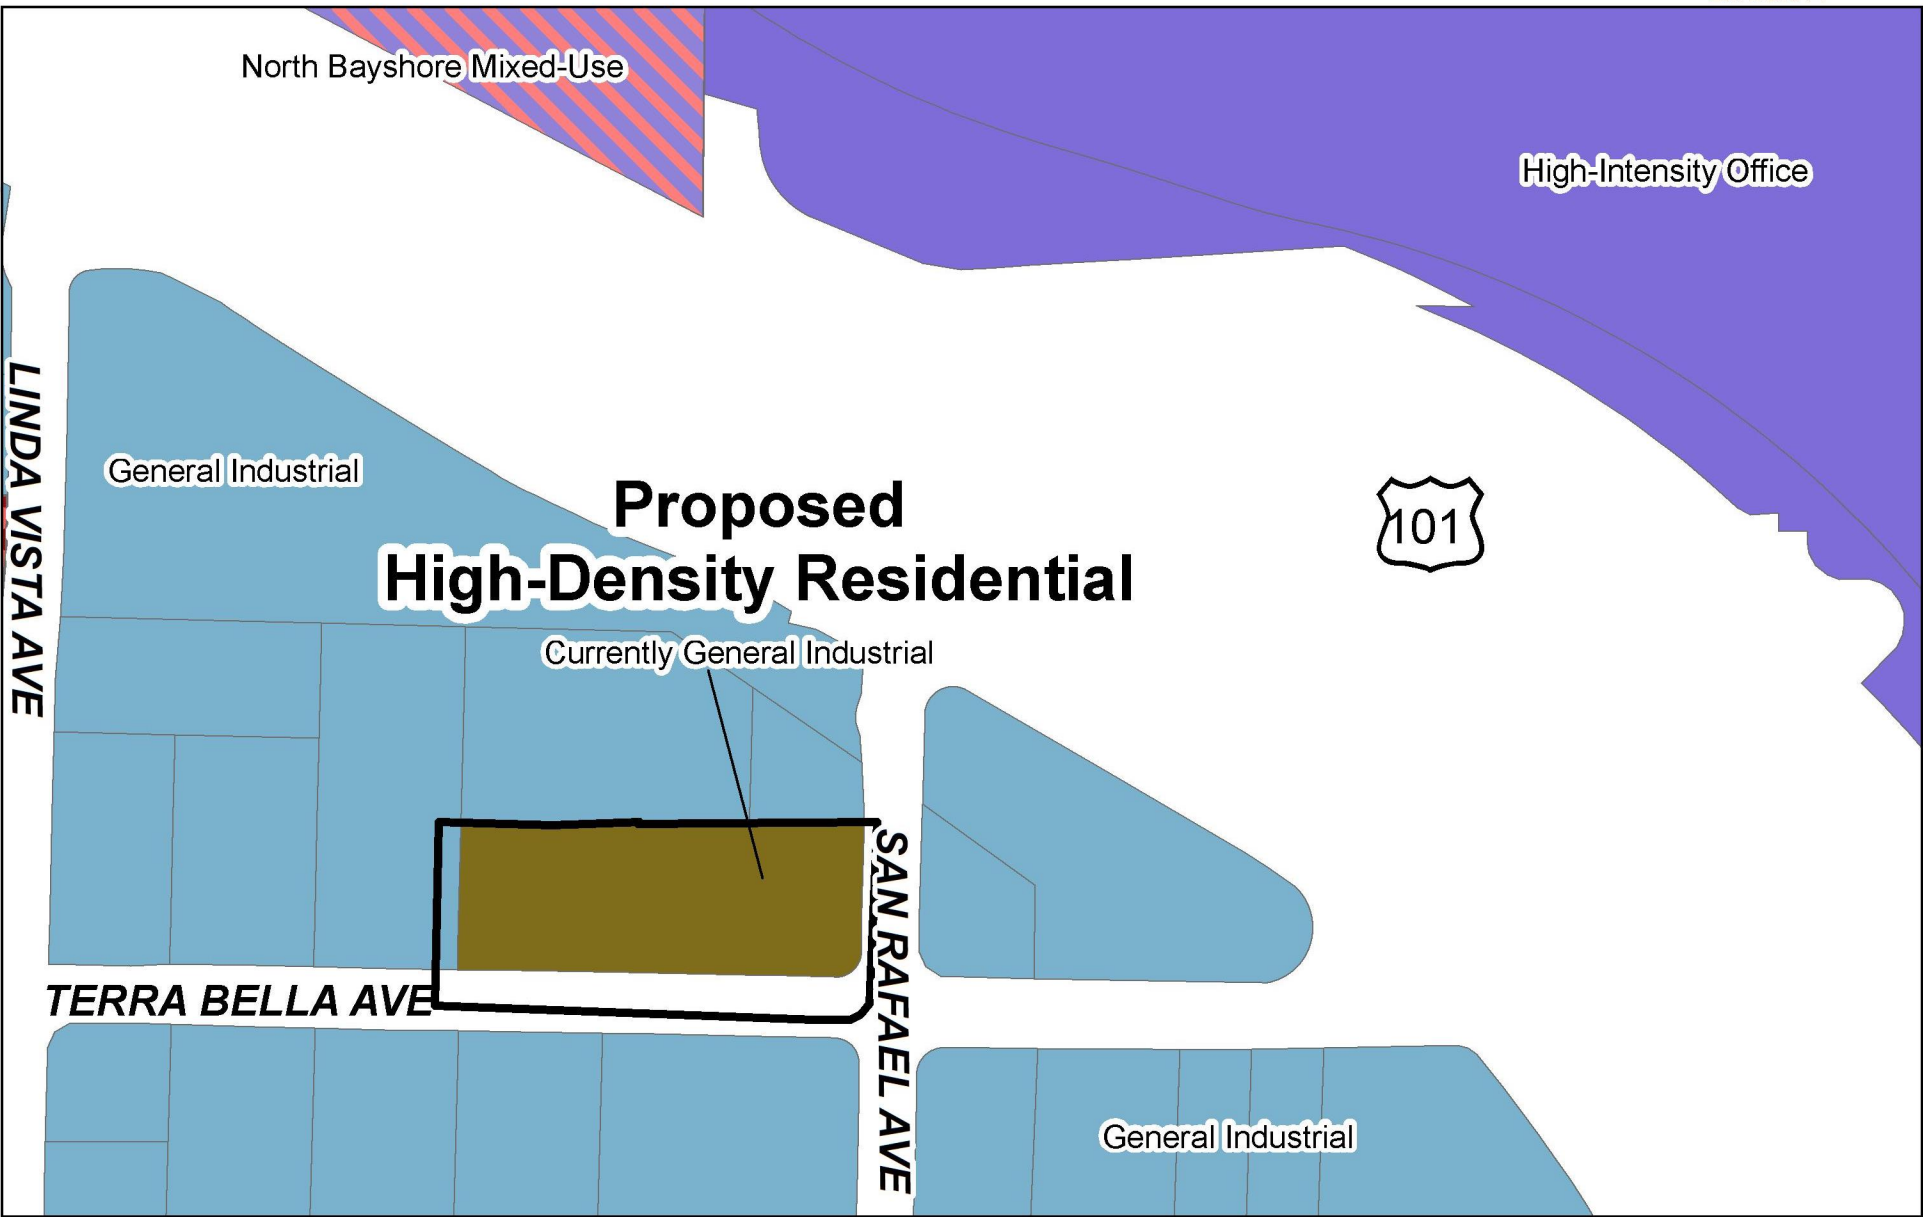 North Bayshore Mixed-Use
High-Intensity Office
LINDA VISTA AVE
General Industrial
Proposed
High-Density Residential
101
Currently General Industrial
SAN RAFAEL AVE
TERRA BELLA AVE
General Industrial